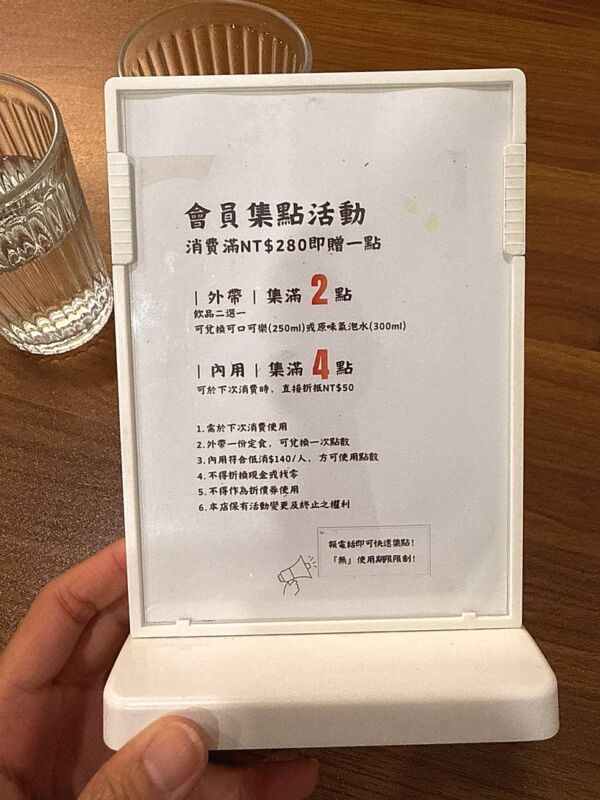 會員集點活動
消費滿NT$280即贈一點
| 外帶 | 集滿 2 點
飲品二選一
可兌換可口可樂(250ml)或原味氣泡水(300ml)
| 內用 | 集滿 4 點
可於下次消費時，直接折抵NT$50
1.需於下次消費使用
2.外帶一份定食，可兌換一次點數
3.內用符合低消$140/人，方可使用點數
4.不得折換現金或找零
5.不得作為折價券使用
6.本店保有活動變更及終止之權利
報電話即可快速集點!
『無』使用期限限制!